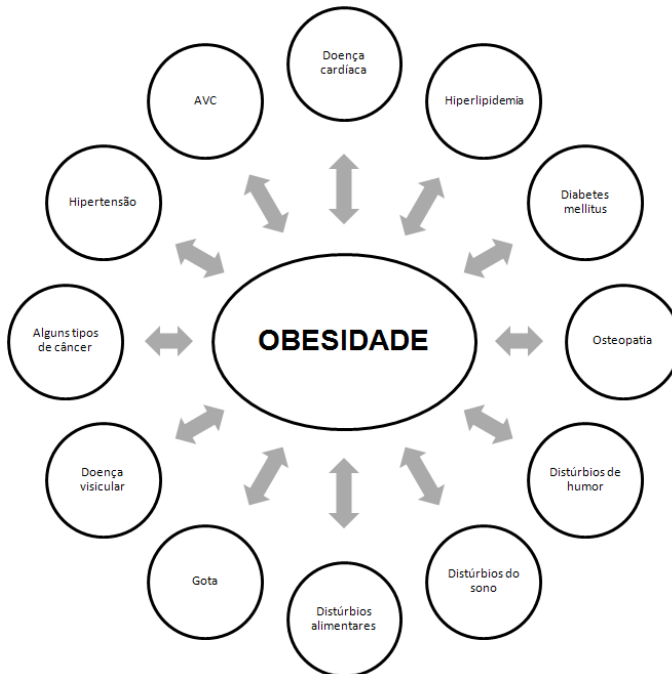 Doença
cardíaca
AVC
Hiperlipidemia
Hipertensão
Diabetes
mellitus
OBESIDADE
Alguns tipos
de câncer
Osteopatia
Doença
visicular
Distúrbios de
humor
Gota
Distúrbios do
sono
Distúrbios
alimentares